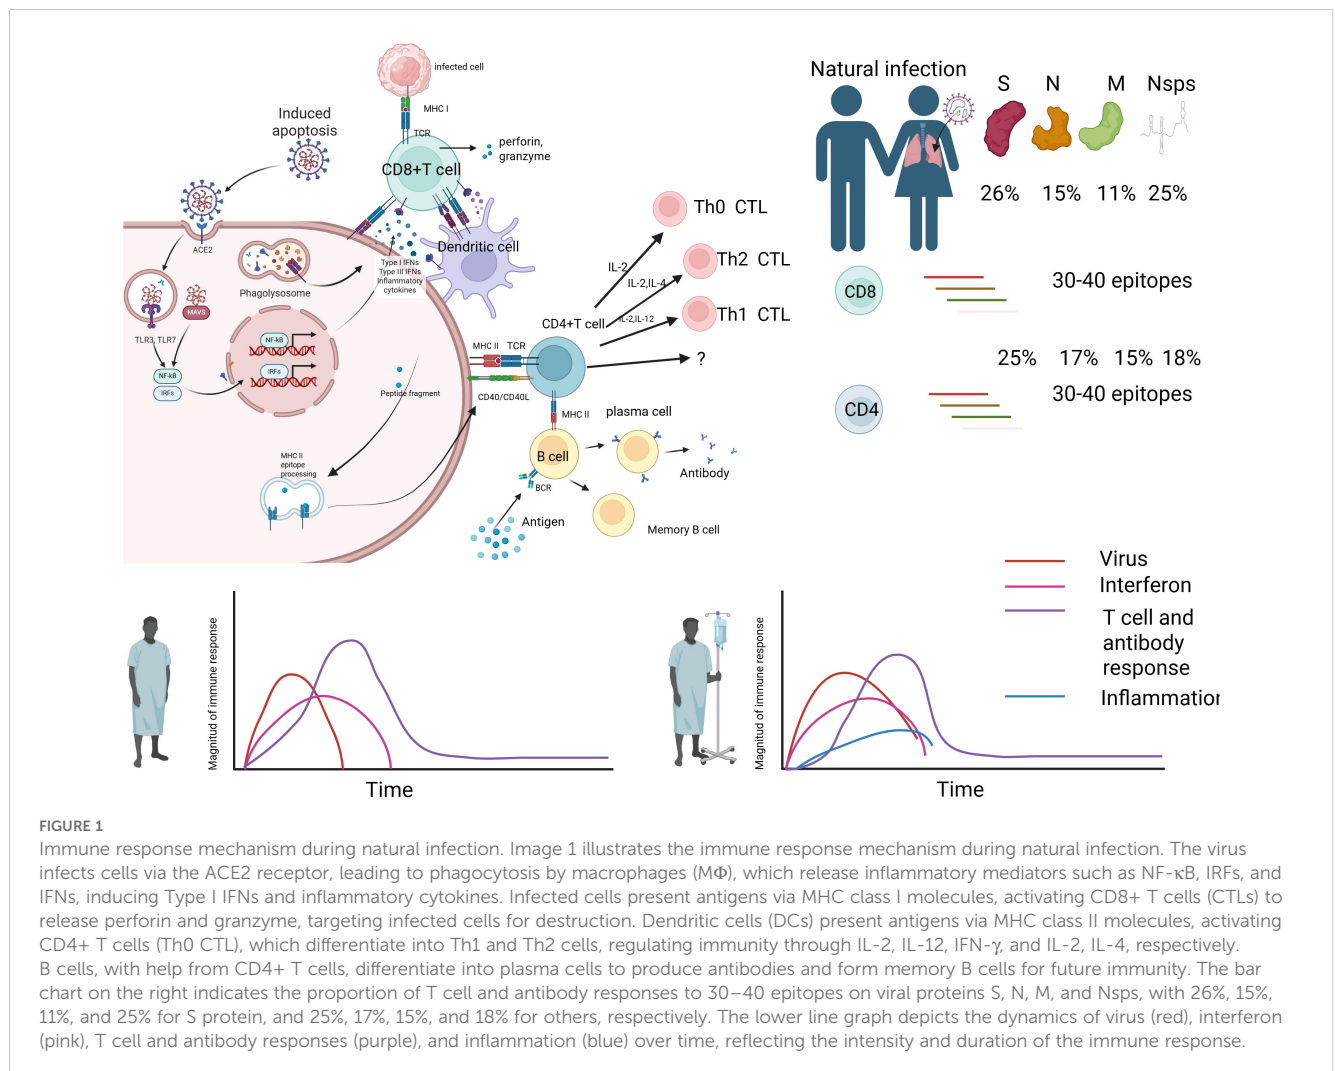 infected cell
MHC I
TCR
Induced
apoptosis
perforin,
granzyme
CD8+T cell
ACE2
Phagolysosome
Type I IFNs
Type III IFNs
Inflammatory
cytokines
Dendritic cell
MAVS
TLR3, TLR7
NF-kB
IRFs
NF-kB
IRFs
Peptide fragment
MHC II
epitope
processing
Th0 CTL
IL-2
Th2 CTL
IL-2,IL-4
Th1 CTL
IL-2,IL-12
CD4+T cell
?
MHC II TCR
CD40/CD40L
MHC II
plasma cell
B cell
BCR
Antibody
Antigen
Memory B cell
Natural infection
S N M Nsps
26% 15% 11% 25%
CD8
30-40 epitopes
25% 17% 15% 18%
CD4
30-40 epitopes
Virus
Interferon
T cell and
antibody
response
Inflammation
Magnitud of immune response
Time
Magnitud of immune response
Time
FIGURE 1
Immune response mechanism during natural infection. Image 1 illustrates the immune response mechanism during natural infection. The virus
infects cells via the ACE2 receptor, leading to phagocytosis by macrophages (MΦ), which release inflammatory mediators such as NF-κB, IRFs, and
IFNs, inducing Type I IFNs and inflammatory cytokines. Infected cells present antigens via MHC class I molecules, activating CD8+ T cells (CTLs) to
release perforin and granzyme, targeting infected cells for destruction. Dendritic cells (DCs) present antigens via MHC class II molecules, activating
CD4+ T cells (Th0 CTL), which differentiate into Th1 and Th2 cells, regulating immunity through IL-2, IL-12, IFN-γ, and IL-2, IL-4, respectively.
B cells, with help from CD4+ T cells, differentiate into plasma cells to produce antibodies and form memory B cells for future immunity. The bar
chart on the right indicates the proportion of T cell and antibody responses to 30–40 epitopes on viral proteins S, N, M, and Nsps, with 26%, 15%,
11%, and 25% for S protein, and 25%, 17%, 15%, and 18% for others, respectively. The lower line graph depicts the dynamics of virus (red), interferon
(pink), T cell and antibody responses (purple), and inflammation (blue) over time, reflecting the intensity and duration of the immune response.